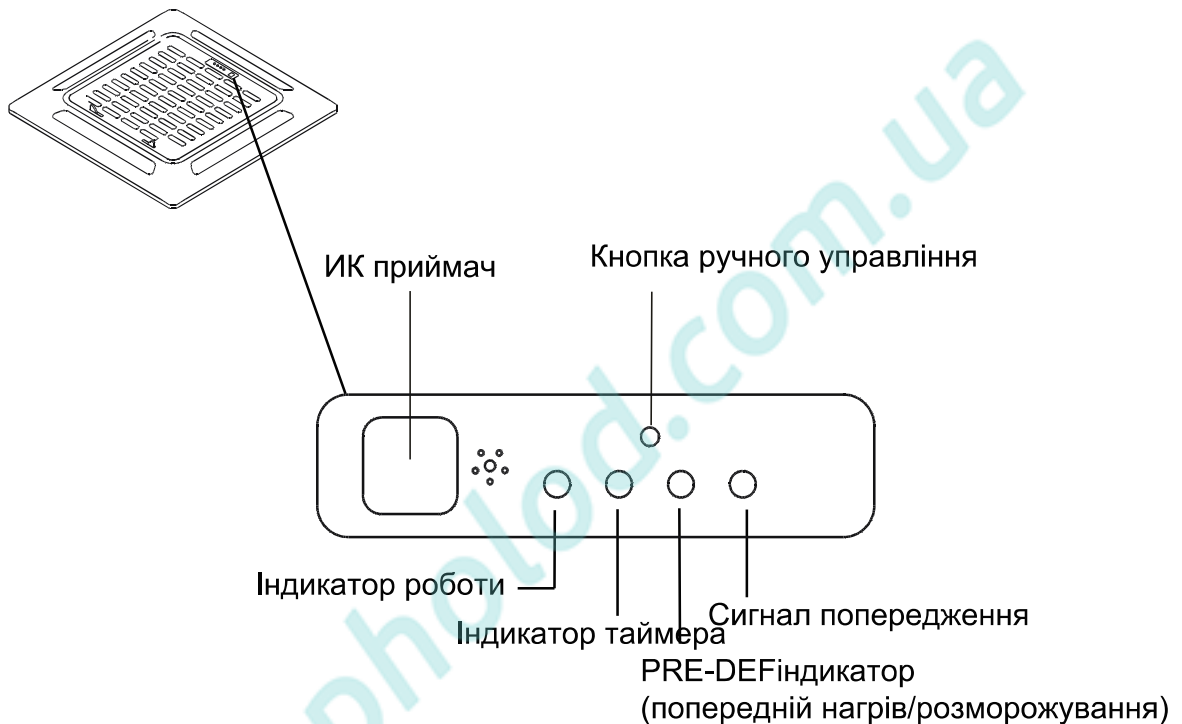 ИК приймач
Кнопка ручного управління
Індикатор роботи
Індикатор таймера
Сигнал попередження
PRE-DEFіндикатор
(попередній нагрів/розморожування)
pholod.com.ua